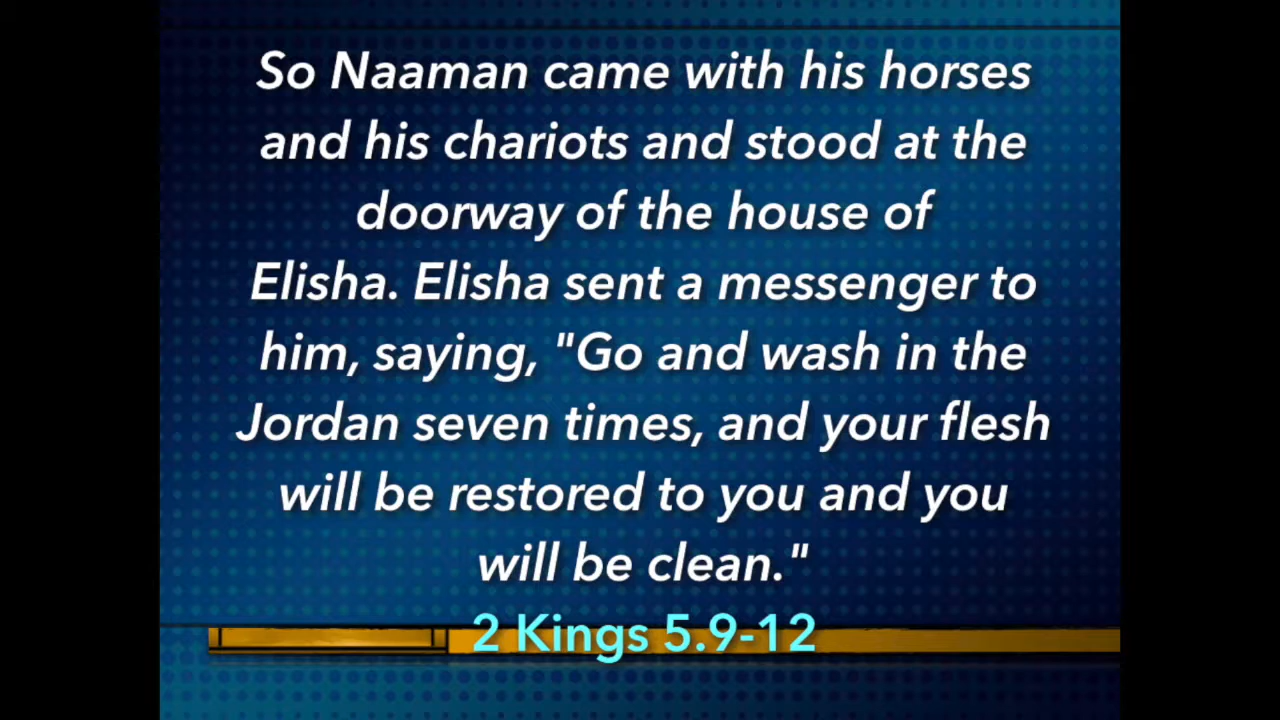 So Naaman came with his horses
and his chariots and stood at the
doorway of the house of
Elisha. Elisha sent a messenger to
him, saying, "Go and wash in the
Jordan seven times, and your flesh
will be restored to you and you
will be clean."
2 Kings 5.9-12